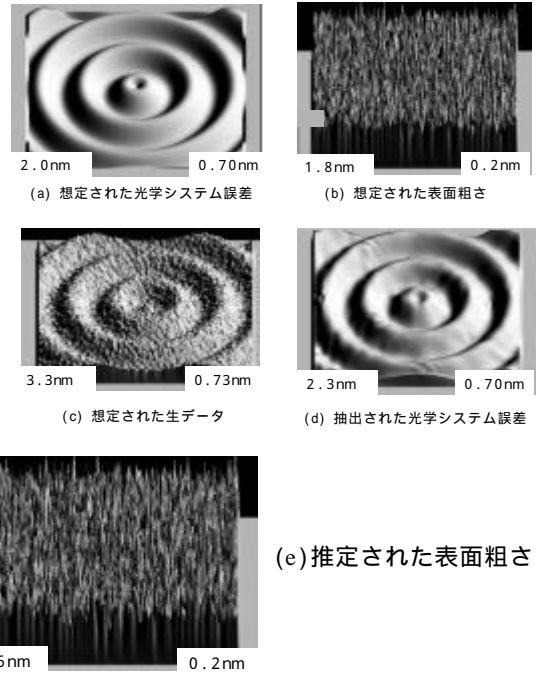 2.0nm 0.70nm
(a) 想定された光学システム誤差
1.8nm 0.2nm
(b) 想定された表面粗さ
3.3nm 0.73nm
(c) 想定された生データ
2.3nm 0.70nm
(d) 抽出された光学システム誤差
0.2nm
(e)推定された表面粗さ